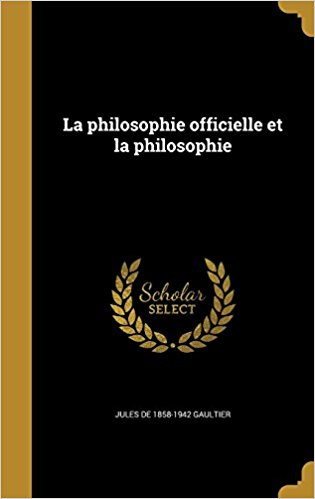 La philosophie officielle et
la philosophie
Scholar
SELECT
JULES DE 1858-1942 GAULTIER